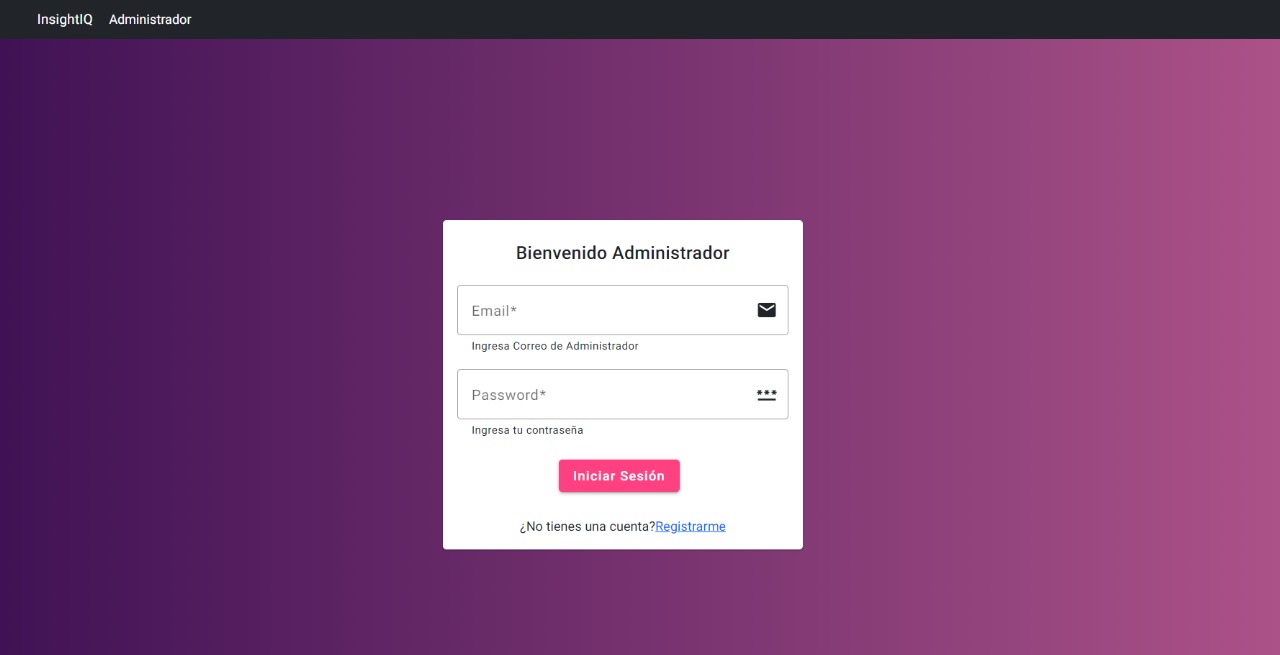 InsightIQ Administrador
Bienvenido Administrador
Email*
Ingresa Correo de Administrador
Password*
Ingresa tu contraseña
Iniciar Sesión
¿No tienes una cuenta?Registrarme